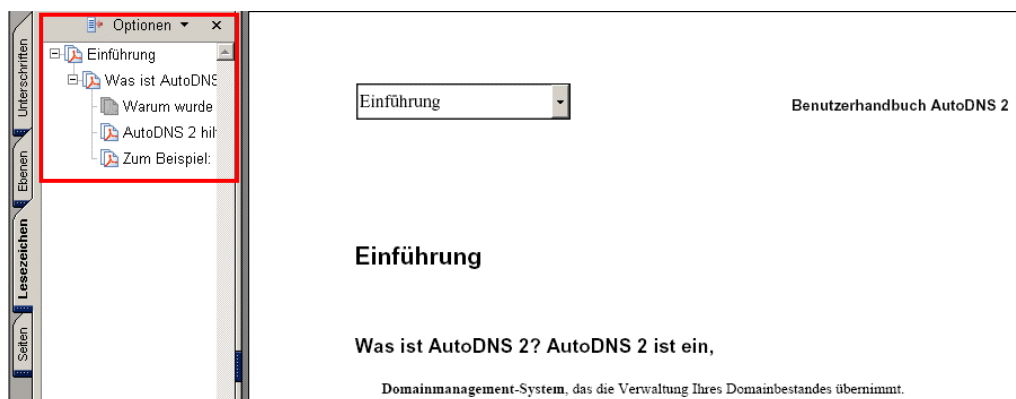 Unterschriften
Ebenen
Lesezeichen
Seiten
Optionen
Einführung
Was ist AutoDNS
Warum wurde
AutoDNS 2 hil
Zum Beispiel:
Einführung
Benutzerhandbuch AutoDNS 2
Einführung
Was ist AutoDNS 2? AutoDNS 2 ist ein,
Domainmanagement-System, das die Verwaltung Ihres Domainbestandes übernimmt.